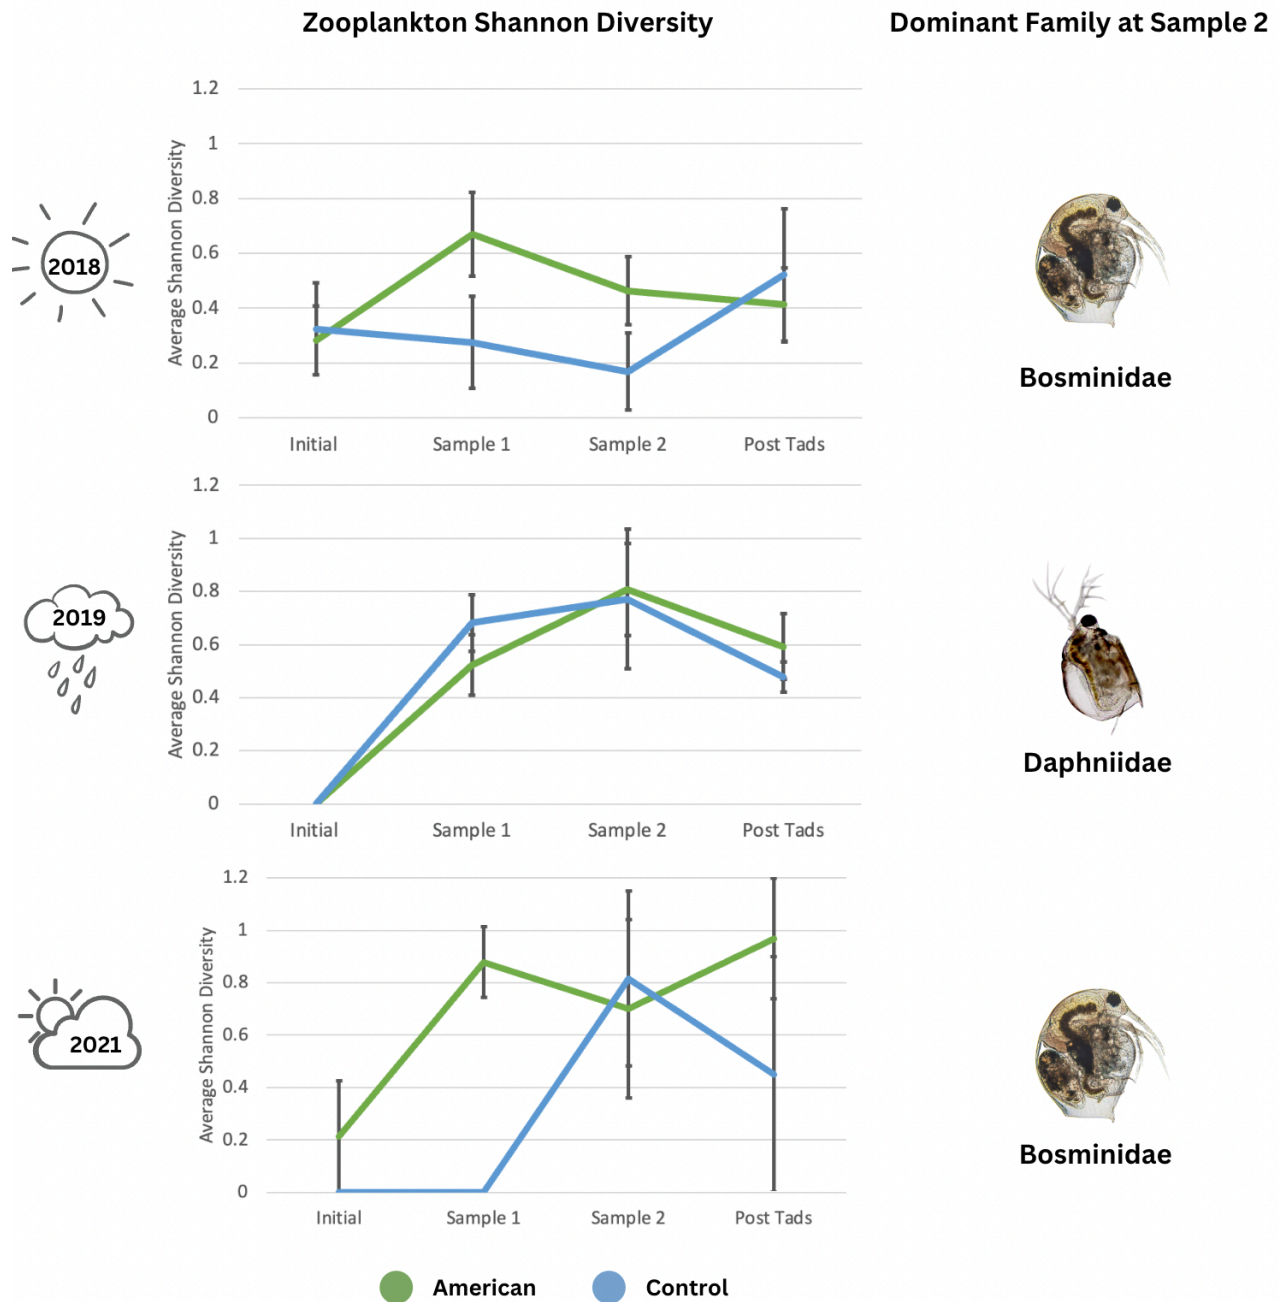 Zooplankton Shannon Diversity
Dominant Family at Sample 2
2018
Average Shannon Diversity
1.2
1
0.8
0.6
0.4
0.2
0
Initial Sample 1 Sample 2 Post Tads
Bosminidae
2019
Average Shannon Diversity
1.2
1
0.8
0.6
0.4
0.2
0
Initial Sample 1 Sample 2 Post Tads
Daphniidae
2021
Average Shannon Diversity
1.2
1
0.8
0.6
0.4
0.2
0
Initial Sample 1 Sample 2 Post Tads
Bosminidae
American Control